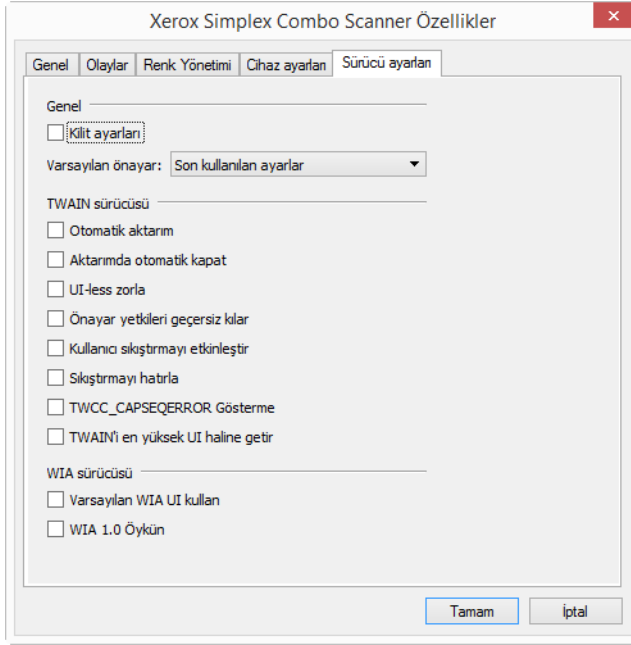 Xerox Simplex Combo Scanner Özellikler
Genel Olaylar Renk Yönetimi Cihaz ayarları Sürücü ayarları
Genel
Kilit ayarları
Varsayılan önayar: Son kullanılan ayarlar
TWAIN sürücüsü
Otomatik aktarım
Aktarımda otomatik kapat
UI-less zorla
Önayar yetkileri geçersiz kılar
Kullanıcı sıkıştırmayı etkinleştir
Sıkıştırmayı hatırla
TWCC_CAPSEQERROR Gösterme
TWAIN'i en yüksek UI haline getir
WIA sürücüsü
Varsayılan WIA UI kullan
WIA 1.0 Öykün
Tamam İptal